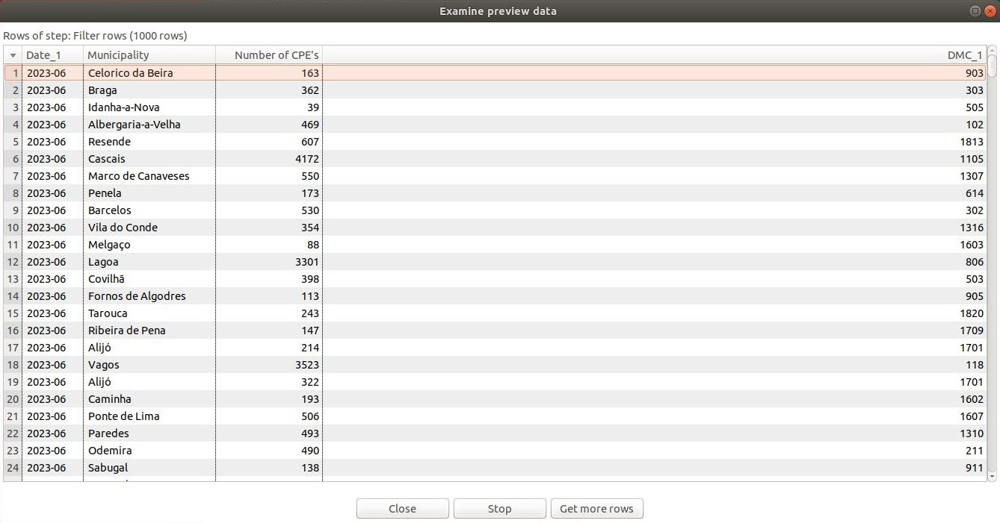 Examine preview data
Rows of step: Filter rows (1000 rows)
Date_1 Municipality Number of CPE's DMC_1
1 2023-06 Celorico da Beira 163 903
2 2023-06 Braga 362 303
3 2023-06 Idanha-a-Nova 39 505
4 2023-06 Albergaria-a-Velha 469 102
5 2023-06 Resende 607 1813
6 2023-06 Cascais 4172 1105
7 2023-06 Marco de Canaveses 550 1307
8 2023-06 Penela 173 614
9 2023-06 Barcelos 530 302
10 2023-06 Vila do Conde 354 1316
11 2023-06 Melgaço 88 1603
12 2023-06 Lagoa 3301 806
13 2023-06 Covilhã 398 503
14 2023-06 Fornos de Algodres 113 905
15 2023-06 Tarouca 243 1820
16 2023-06 Ribeira de Pena 147 1709
17 2023-06 Alijó 214 1701
18 2023-06 Vagos 3523 118
19 2023-06 Alijó 322 1701
20 2023-06 Caminha 193 1602
21 2023-06 Ponte de Lima 506 1607
22 2023-06 Paredes 493 1310
23 2023-06 Odemira 490 211
24 2023-06 Sabugal 138 911
Close Stop Get more rows